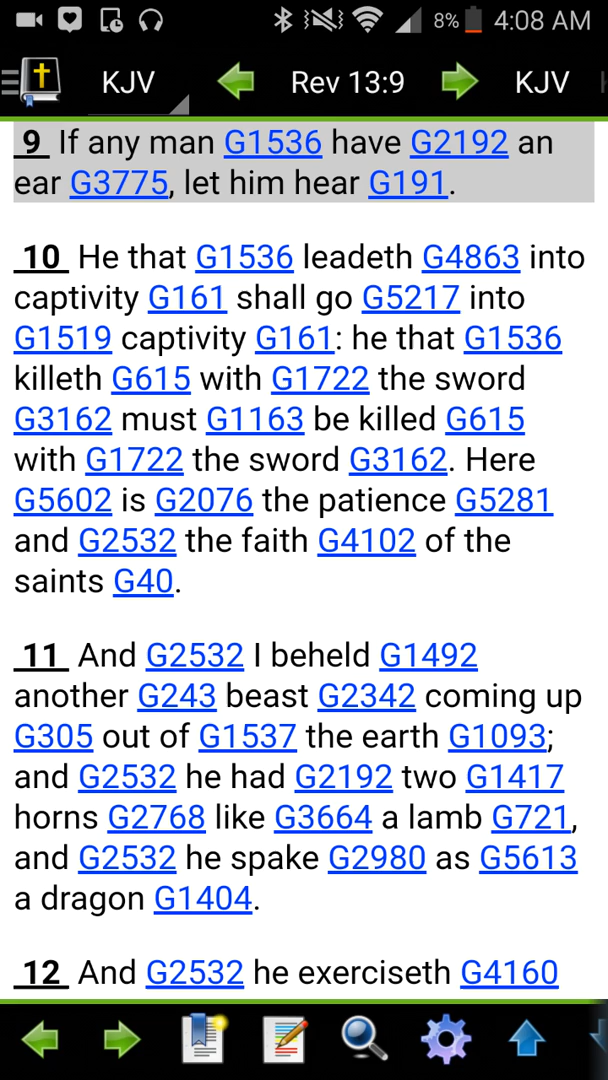 8% 4:08 AM
KJV Rev 13:9 KJV
9 If any man G1536 have G2192 an
ear G3775, let him hear G191.
10 He that G1536 leadeth G4863 into
captivity G161 shall go G5217 into
G1519 captivity G161: he that G1536
killeth G615 with G1722 the sword
G3162 must G1163 be killed G615
with G1722 the sword G3162. Here
G5602 is G2076 the patience G5281
and G2532 the faith G4102 of the
saints G40.
11 And G2532 I beheld G1492
another G243 beast G2342 coming up
G305 out of G1537 the earth G1093;
and G2532 he had G2192 two G1417
horns G2768 like G3664 a lamb G721,
and G2532 he spake G2980 as G5613
a dragon G1404.
12 And G2532 he exerciseth G4160